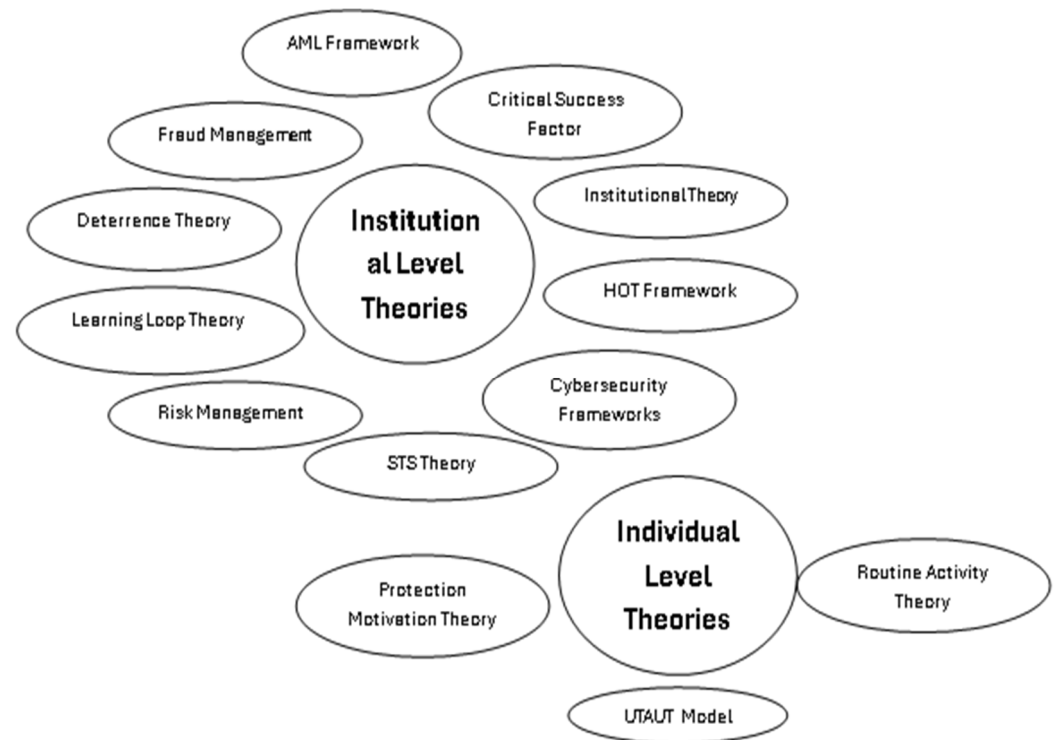 AML Framework
Critical Success
Factor
Fraud Management
Institutional Theory
Deterrence Theory
Institution
al Level
Theories
HOT Framework
Learning Loop Theory
Cybersecurity
Frameworks
Risk Management
STS Theory
Individual
Level
Theories
Routine Activity
Theory
Protection
Motivation Theory
UTAUT Model